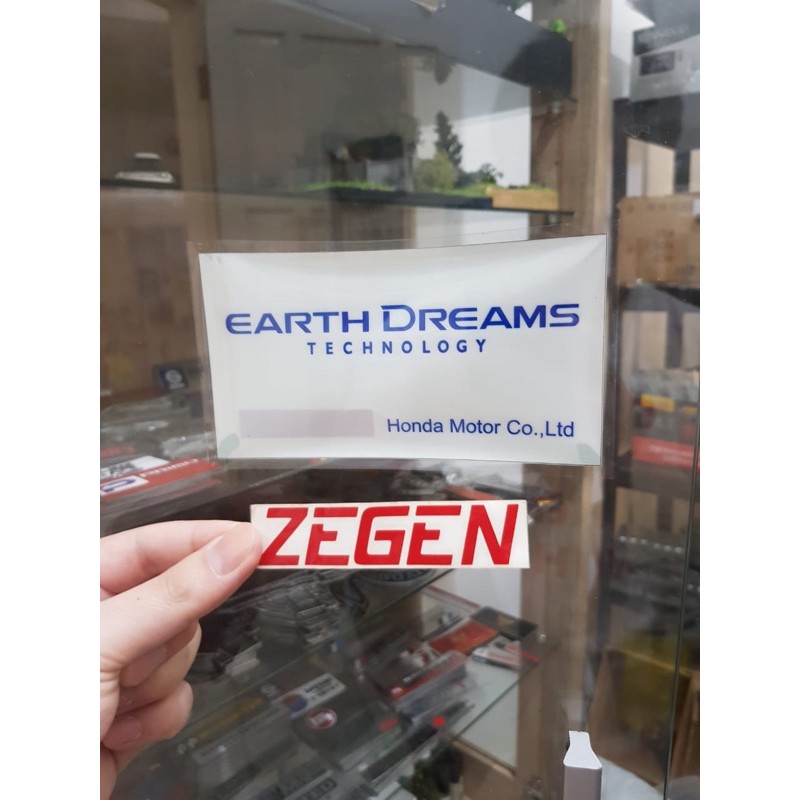 EARTH DREAMS
TECHNOLOGY
Honda Motor Co.,Ltd
ZEGEN